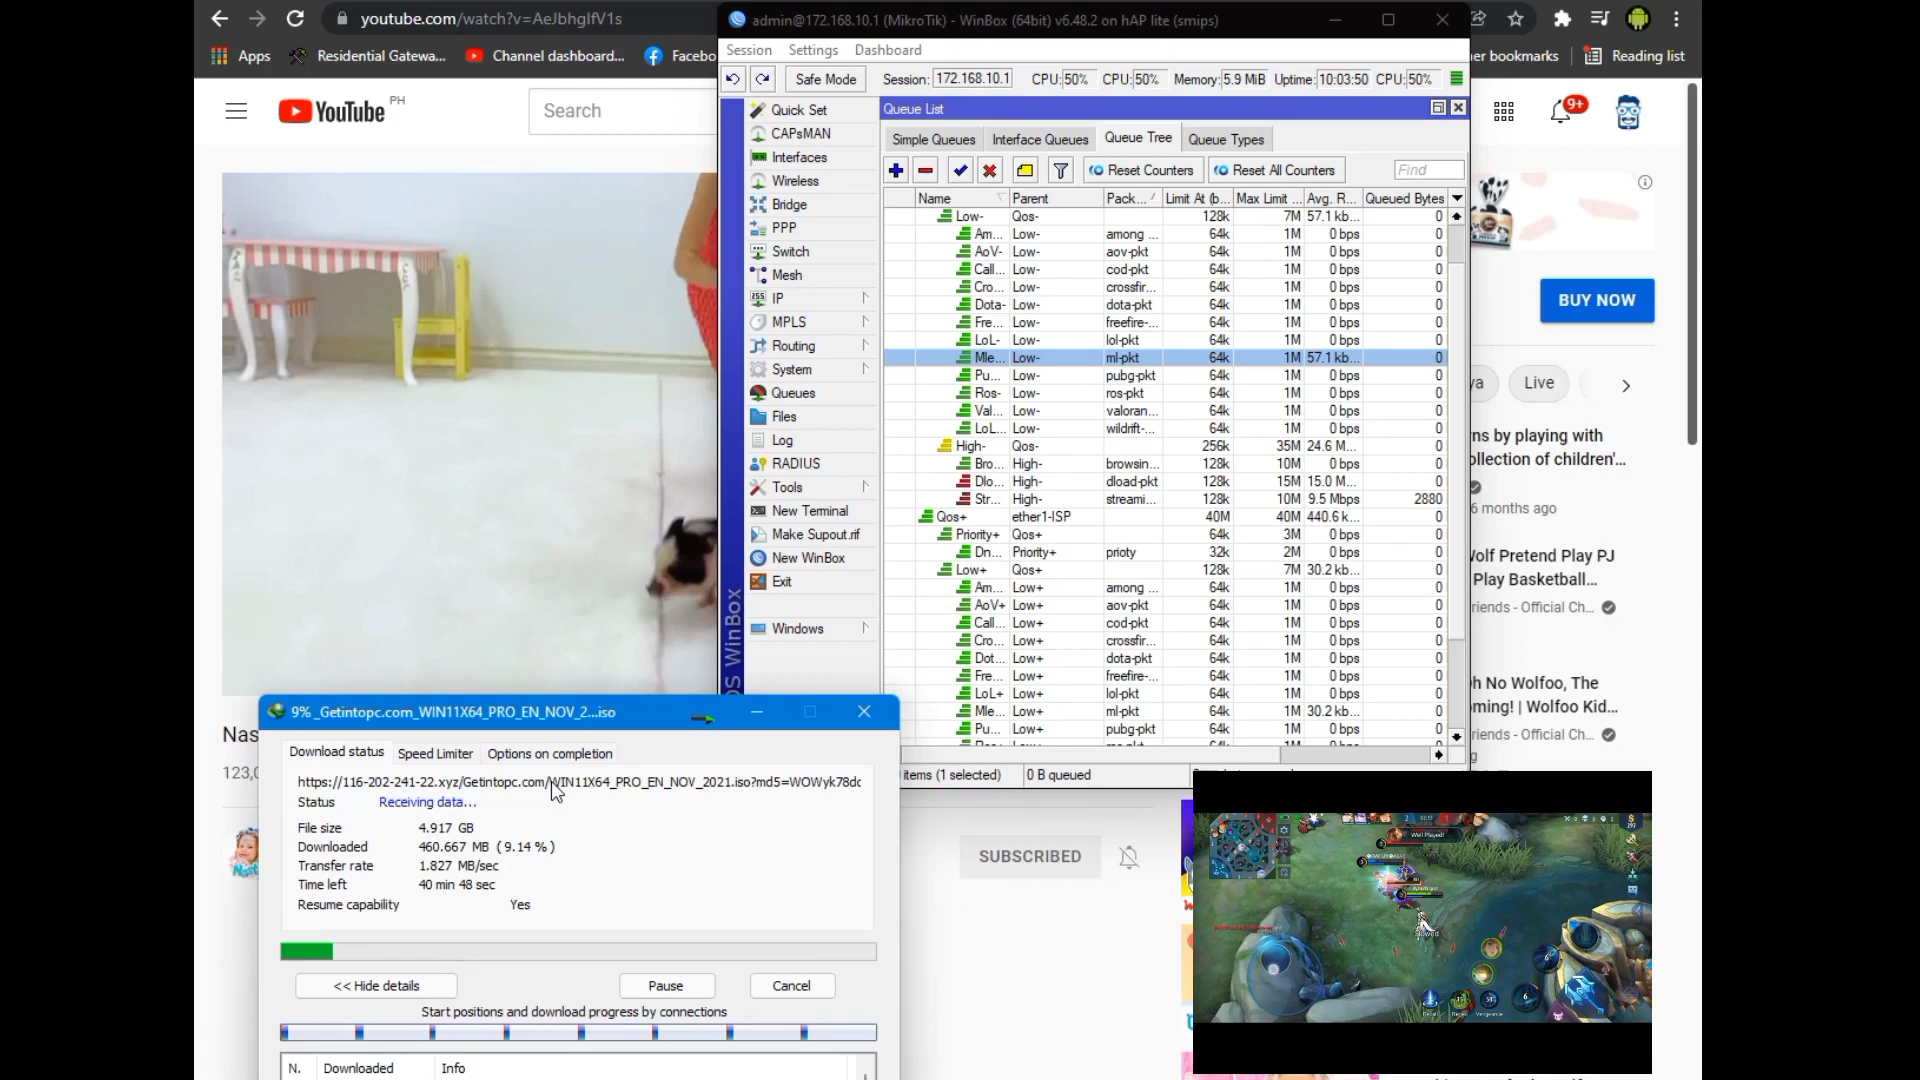 youtube.com/watch?v=AeJbhgIfV1s
Apps
Residential Gatewa...
Channel dashboard...
Facebo
er bookmarks
Reading list
YouTube PH
Search
9+
BUY NOW
Live
ns by playing with
ollection of children'...
6 months ago
Wolf Pretend Play PJ
Play Basketball...
riends - Official Ch...
Oh No Wolfoo, The
oming! | Wolfoo Kid...
riends - Official Ch...
Nas
123,0
SUBSCRIBED
admin@172.168.10.1 (MikroTik) - WinBox (64bit) v6.48.2 on hAP lite (smips)
Session Settings Dashboard
Safe Mode Session: 172.168.10.1 CPU: 50% CPU: 50% Memory: 5.9 MiB Uptime: 10:03:50 CPU: 50%
Quick Set
CAPsMAN
Interfaces
Wireless
Bridge
PPP
Switch
Mesh
IP
MPLS
Routing
System
Queues
Files
Log
RADIUS
Tools
New Terminal
Make Supout.rif
New WinBox
Exit
Windows
OS WinBox
Queue List
Simple Queues Interface Queues Queue Tree Queue Types
Reset Counters Reset All Counters Find
Name Parent Pack... Limit At (b... Max Limit ... Avg. R... Queued Bytes
Low- Qos- 128k 7M 57.1 kb... 0
Am... Low- among ... 64k 1M 0 bps 0
AoV- Low- aov-pkt 64k 1M 0 bps 0
Call... Low- cod-pkt 64k 1M 0 bps 0
Cro... Low- crossfir... 64k 1M 0 bps 0
Dota- Low- dota-pkt 64k 1M 0 bps 0
Fre... Low- freefire-... 64k 1M 0 bps 0
LoL- Low- lol-pkt 64k 1M 0 bps 0
Mle... Low- ml-pkt 64k 1M 57.1 kb... 0
Pu... Low- pubg-pkt 64k 1M 0 bps 0
Ros- Low- ros-pkt 64k 1M 0 bps 0
Val... Low- valoran... 64k 1M 0 bps 0
LoL... Low- wildrift-... 64k 1M 0 bps 0
High- Qos- 256k 35M 24.6 M... 0
Bro... High- browsin... 128k 10M 0 bps 0
Dlo... High- dload-pkt 128k 15M 15.0 M... 0
Str... High- streami... 128k 10M 9.5 Mbps 2880
Qos+ ether1-ISP 40M 40M 440.6 k... 0
Priority+ Qos+ 64k 3M 0 bps 0
Dn... Priority+ prioty 32k 2M 0 bps 0
Low+ Qos+ 128k 7M 30.2 kb... 0
Am... Low+ among ... 64k 1M 0 bps 0
AoV+ Low+ aov-pkt 64k 1M 0 bps 0
Call... Low+ cod-pkt 64k 1M 0 bps 0
Cro... Low+ crossfir... 64k 1M 0 bps 0
Dot... Low+ dota-pkt 64k 1M 0 bps 0
Fre... Low+ freefire-... 64k 1M 0 bps 0
LoL+ Low+ lol-pkt 64k 1M 0 bps 0
Mle... Low+ ml-pkt 64k 1M 30.2 kb... 0
Pu... Low+ pubg-pkt 64k 1M 0 bps 0
items (1 selected) 0 B queued
9% _Getintopc.com_WIN11X64_PRO_EN_NOV_2...iso
Download status Speed Limiter Options on completion
https://116-202-241-22.xyz/Getintopc.com/WIN11X64_PRO_EN_NOV_2021.iso?md5=WOWyk78dc
Status Receiving data...
File size 4.917 GB
Downloaded 460.667 MB ( 9.14 % )
Transfer rate 1.827 MB/sec
Time left 40 min 48 sec
Resume capability Yes
<< Hide details Pause Cancel
Start positions and download progress by connections
N. Downloaded Info
Well Played!
Slowed
Recall Regen Vengeance